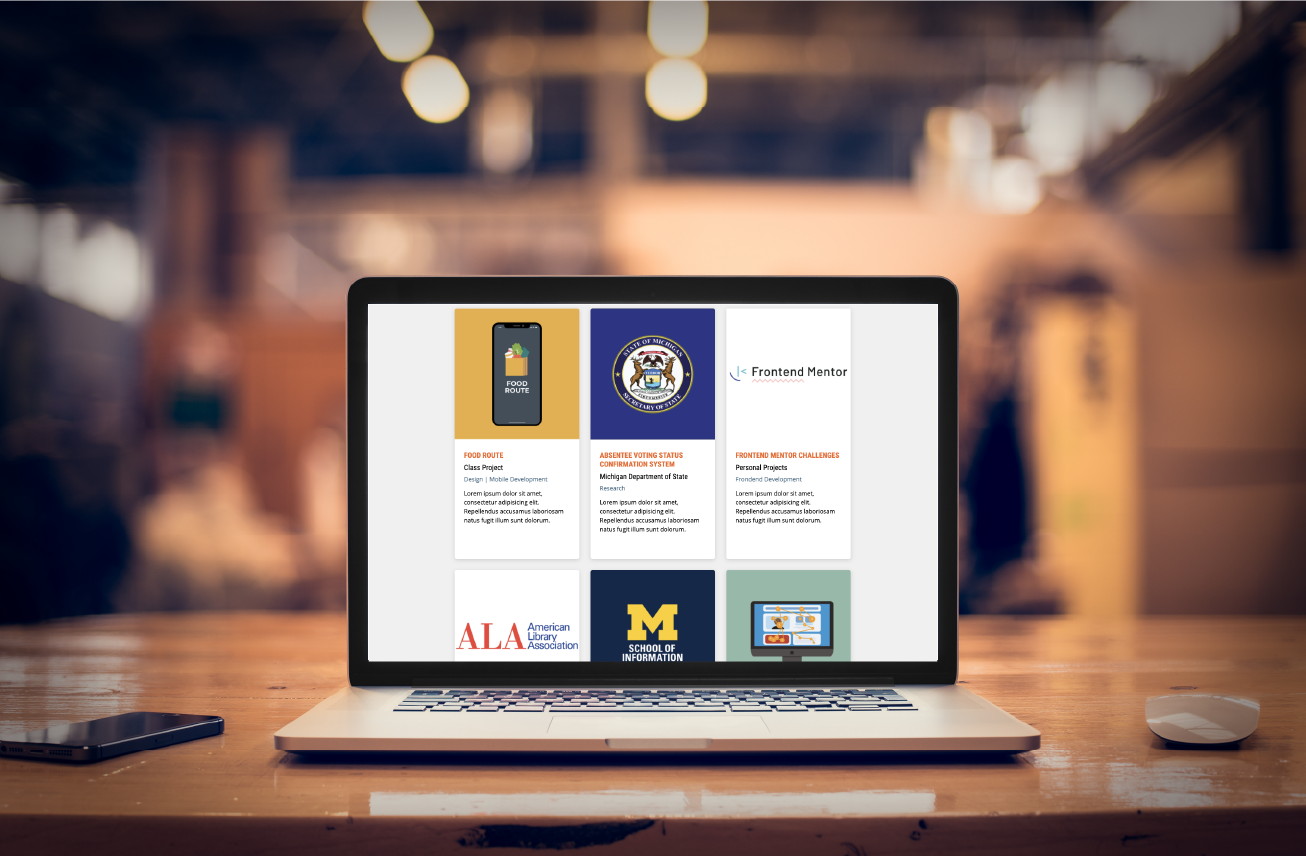 FOOD
ROUTE
STATE OF MICHIGAN
SECRETARY OF STATE
Frontend Mentor
FOOD ROUTE
Class Project
Design | Mobile Development
Lorem ipsum dolor sit amet,
consectetur adipisicing elit.
Repellendus accusamus laboriosam
natus fugit illum sunt dolorum.
ABSENTEE VOTING STATUS
CONFIRMATION SYSTEM
Michigan Department of State
Research
Lorem ipsum dolor sit amet,
consectetur adipisicing elit.
Repellendus accusamus laboriosam
natus fugit illum sunt dolorum.
FRONTEND MENTOR CHALLENGES
Personal Projects
Frondend Development
Lorem ipsum dolor sit amet,
consectetur adipisicing elit.
Repellendus accusamus laboriosam
natus fugit illum sunt dolorum.
ALA
American
Library
Association
M
SCHOOL OF
INFORMATION